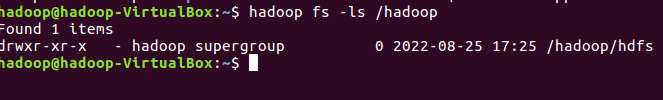 hadoop@hadoop-VirtualBox:~$ hadoop fs -ls /hadoop
Found 1 items
drwxr-xr-x   - hadoop supergroup          0 2022-08-25 17:25 /hadoop/hdfs
hadoop@hadoop-VirtualBox:~$